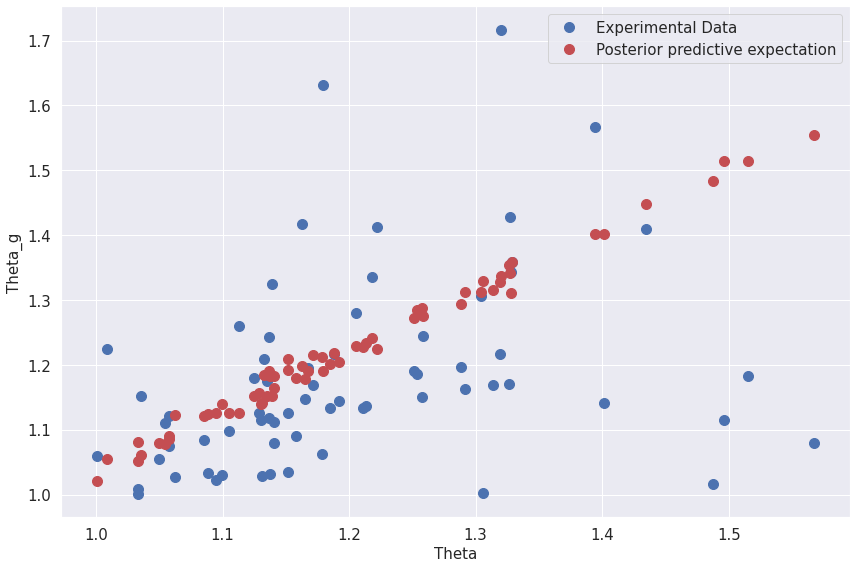 Experimental Data
Posterior predictive expectation
Theta_g
1.7
1.6
1.5
1.4
1.3
1.2
1.1
1.0
1.0 1.1 1.2 1.3 1.4 1.5
Theta